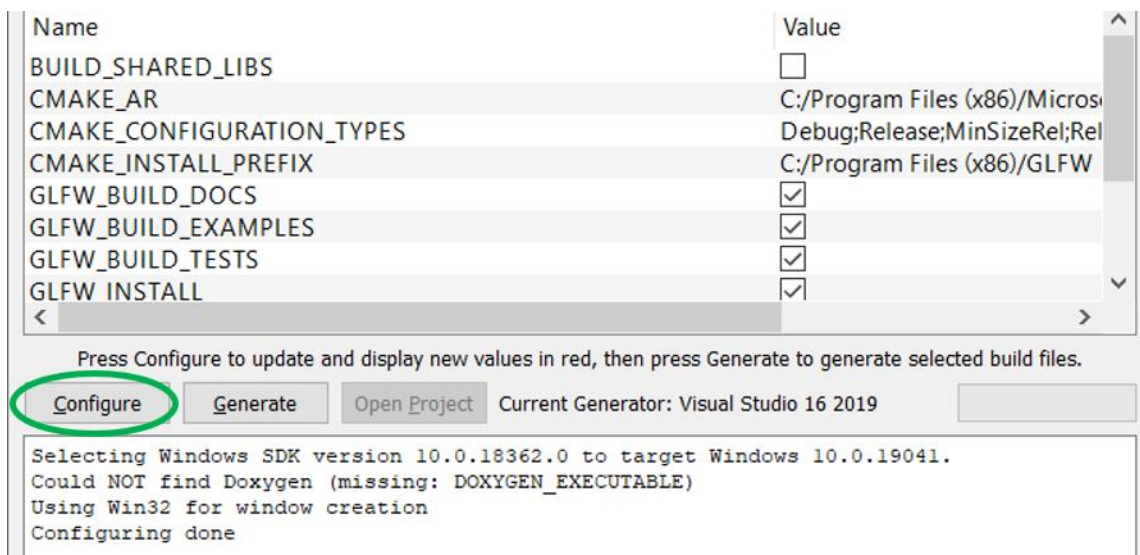 Name Value
BUILD_SHARED_LIBS
CMAKE_AR C:/Program Files (x86)/Micros
CMAKE_CONFIGURATION_TYPES Debug;Release;MinSizeRel;Rel
CMAKE_INSTALL_PREFIX C:/Program Files (x86)/GLFW
GLFW_BUILD_DOCS
GLFW_BUILD_EXAMPLES
GLFW_BUILD_TESTS
GLFW_INSTALL
Press Configure to update and display new values in red, then press Generate to generate selected build files.
Configure Generate Open Project Current Generator: Visual Studio 16 2019
Selecting Windows SDK version 10.0.18362.0 to target Windows 10.0.19041.
Could NOT find Doxygen (missing: DOXYGEN_EXECUTABLE)
Using Win32 for window creation
Configuring done